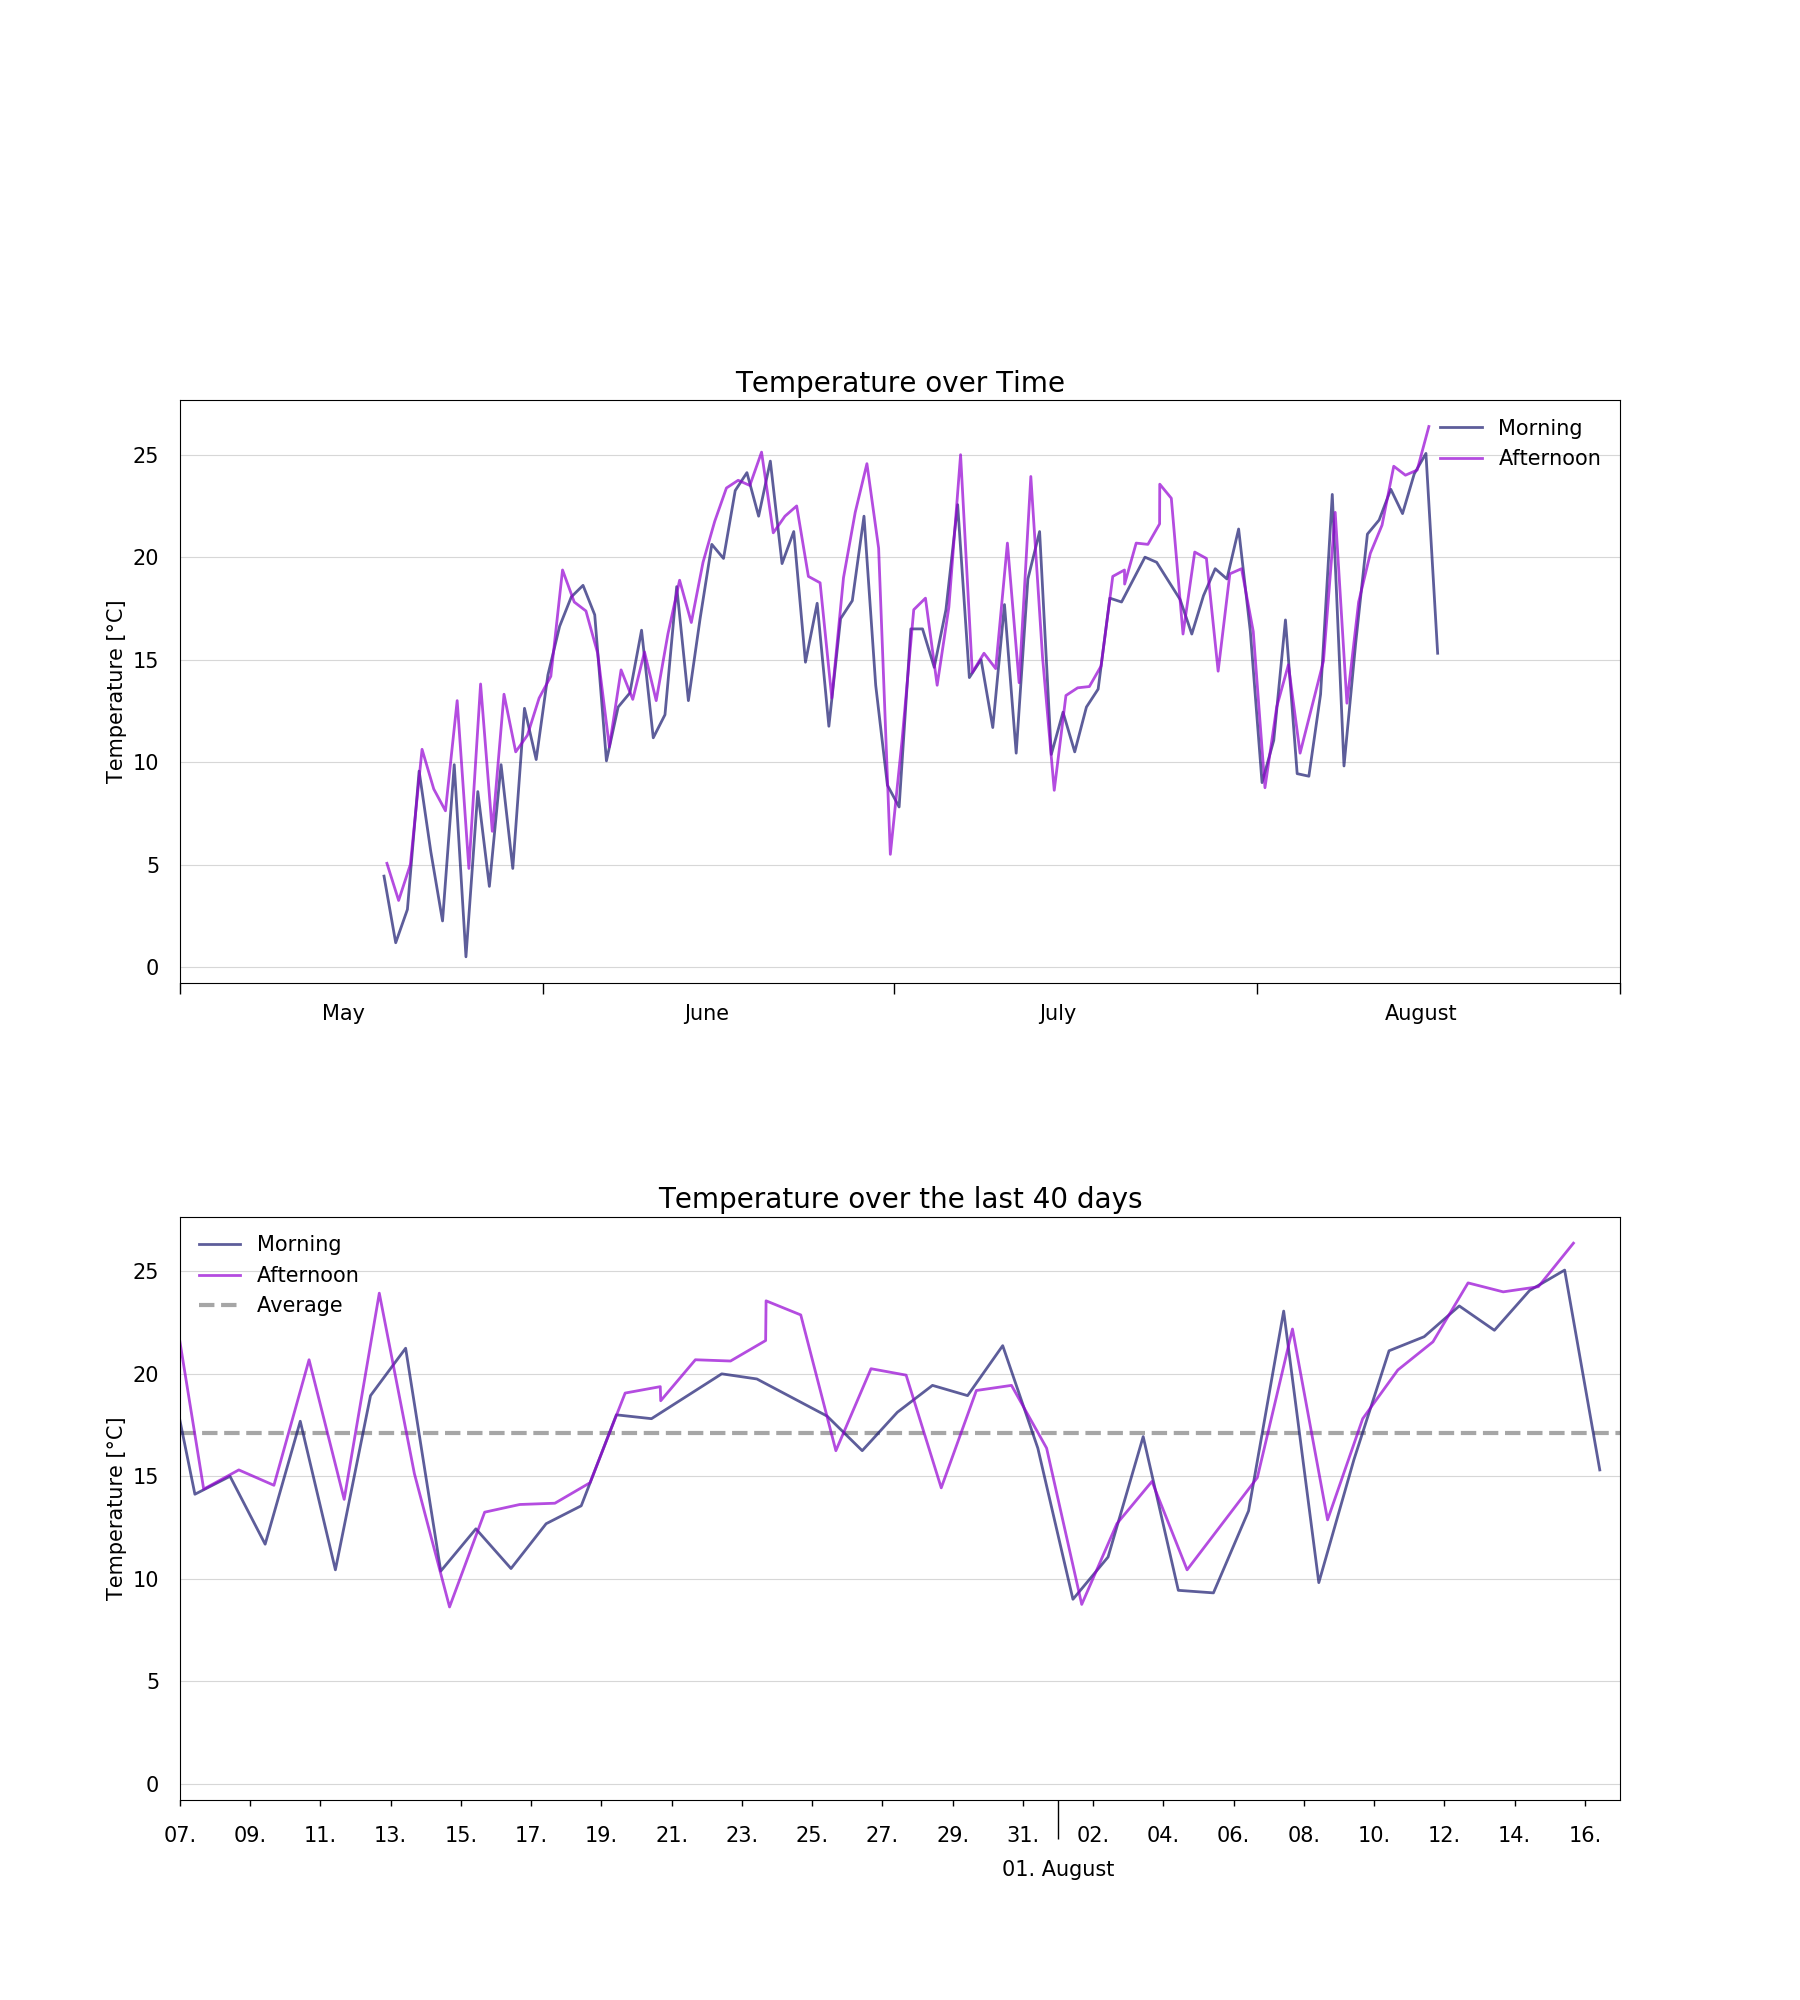 Temperature over Time
Morning
Afternoon
25
20
15
10
5
0
Temperature [°C]
May June July August
Temperature over the last 40 days
Morning
Afternoon
Average
25
20
15
10
5
0
Temperature [°C]
07. 09. 11. 13. 15. 17. 19. 21. 23. 25. 27. 29. 31. 02. 04. 06. 08. 10. 12. 14. 16.
01. August